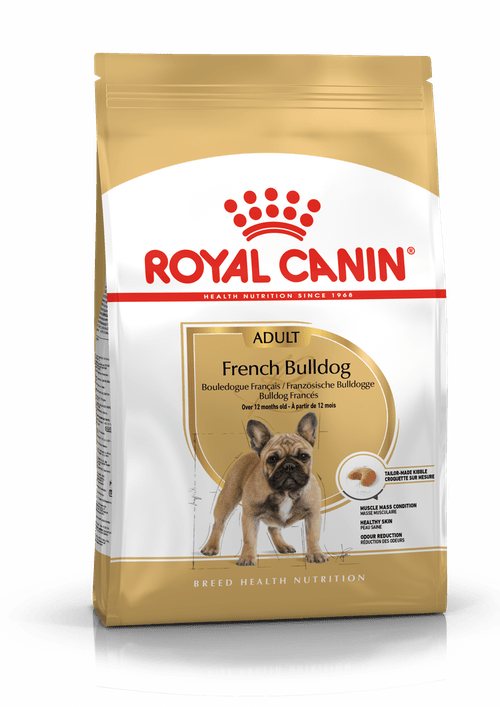 ROYAL CANIN®
HEALTH NUTRITION SINCE 1968
ADULT
French Bulldog
Bouledogue Français / Französische Bulldogge
Bulldog Francés
Over 12 months old - À partir de 12 mois
TAILOR-MADE KIBBLE
CROQUETTE SUR MESURE
MUSCLE MASS CONDITION
MASSE MUSCULAIRE
HEALTHY SKIN
PEAU SAINE
ODOUR REDUCTION
RÉDUCTION DES ODEURS
BREED HEALTH NUTRITION